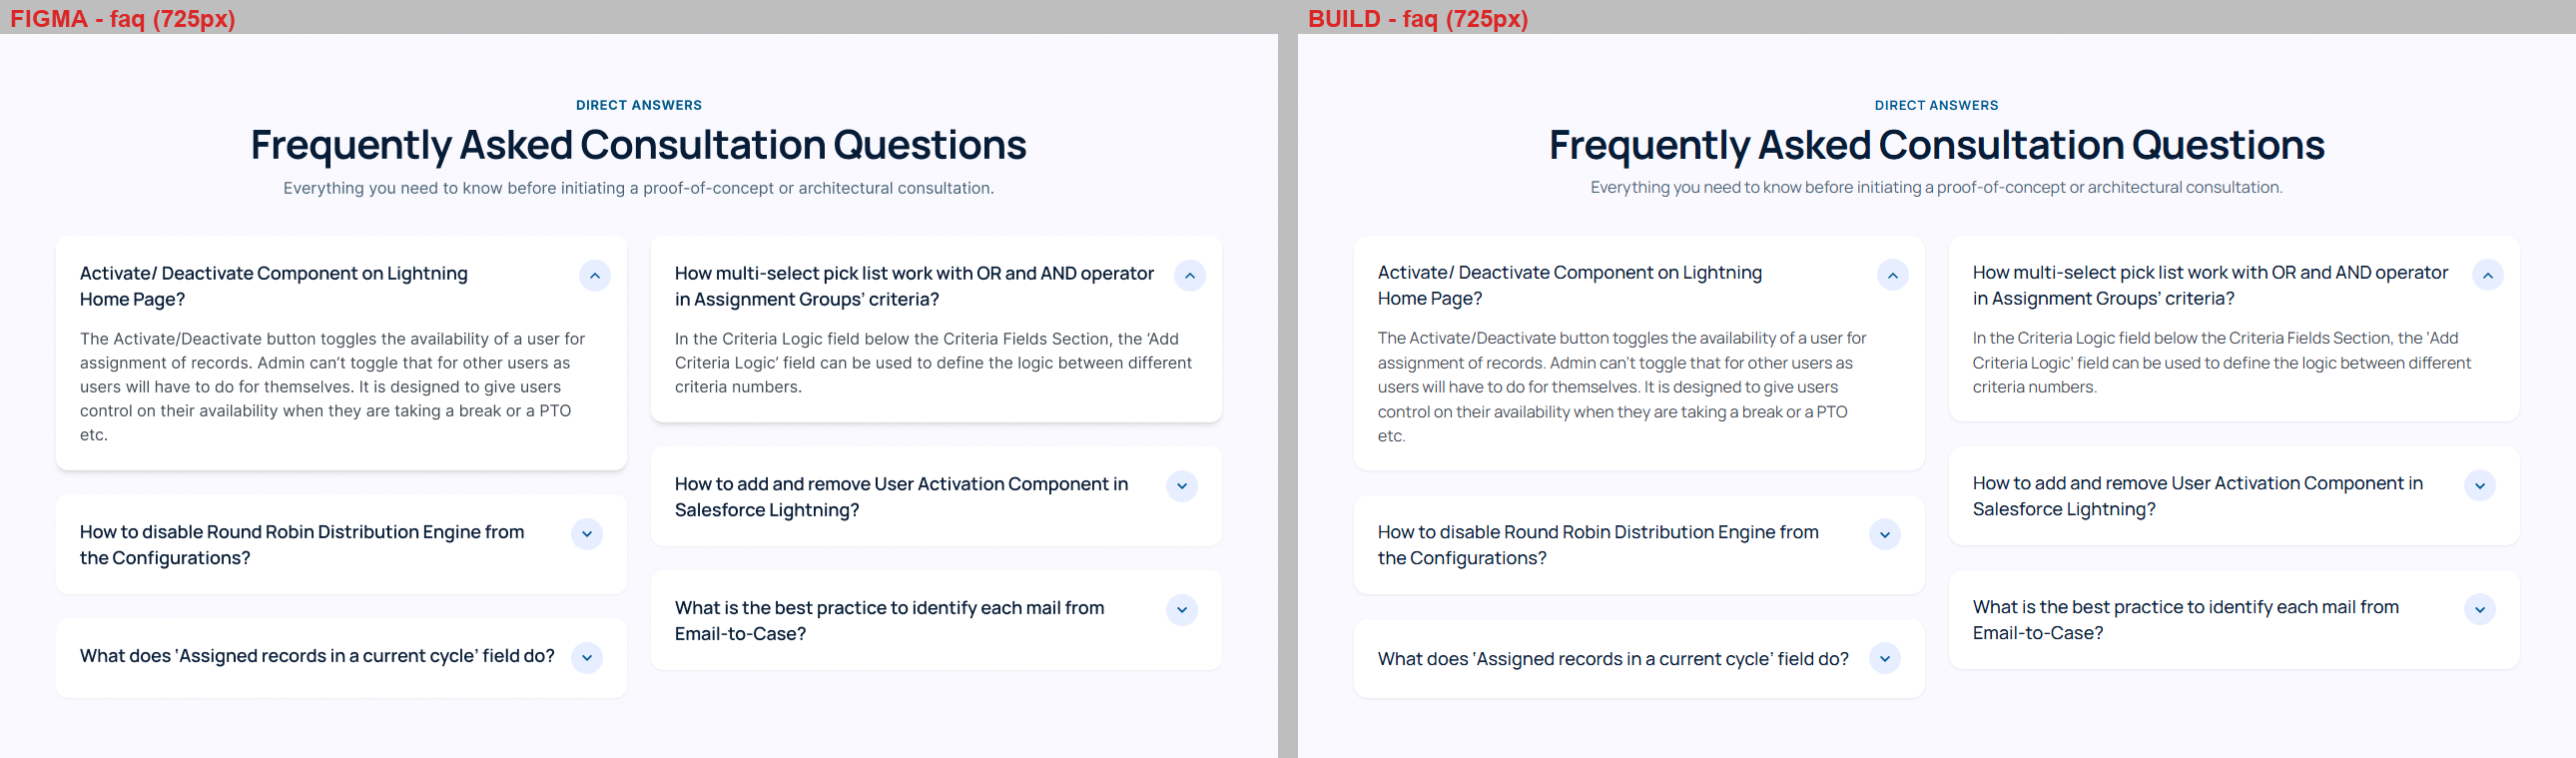 FIGMA - faq (725px)
DIRECT ANSWERS
Frequently Asked Consultation Questions
Everything you need to know before initiating a proof-of-concept or architectural consultation.
Activate/ Deactivate Component on Lightning
Home Page?
The Activate/Deactivate button toggles the availability of a user for
assignment of records. Admin can’t toggle that for other users as
users will have to do for themselves. It is designed to give users
control on their availability when they are taking a break or a PTO
etc.
How to disable Round Robin Distribution Engine from
the Configurations?
What does ‘Assigned records in a current cycle’ field do?
How multi-select pick list work with OR and AND operator
in Assignment Groups’ criteria?
In the Criteria Logic field below the Criteria Fields Section, the ‘Add
Criteria Logic’ field can be used to define the logic between different
criteria numbers.
How to add and remove User Activation Component in
Salesforce Lightning?
What is the best practice to identify each mail from
Email-to-Case?
BUILD - faq (725px)
DIRECT ANSWERS
Frequently Asked Consultation Questions
Everything you need to know before initiating a proof-of-concept or architectural consultation.
Activate/ Deactivate Component on Lightning
Home Page?
The Activate/Deactivate button toggles the availability of a user for
assignment of records. Admin can’t toggle that for other users as
users will have to do for themselves. It is designed to give users
control on their availability when they are taking a break or a PTO
etc.
How to disable Round Robin Distribution Engine from
the Configurations?
What does ‘Assigned records in a current cycle’ field do?
How multi-select pick list work with OR and AND operator
in Assignment Groups’ criteria?
In the Criteria Logic field below the Criteria Fields Section, the ‘Add
Criteria Logic’ field can be used to define the logic between different
criteria numbers.
How to add and remove User Activation Component in
Salesforce Lightning?
What is the best practice to identify each mail from
Email-to-Case?